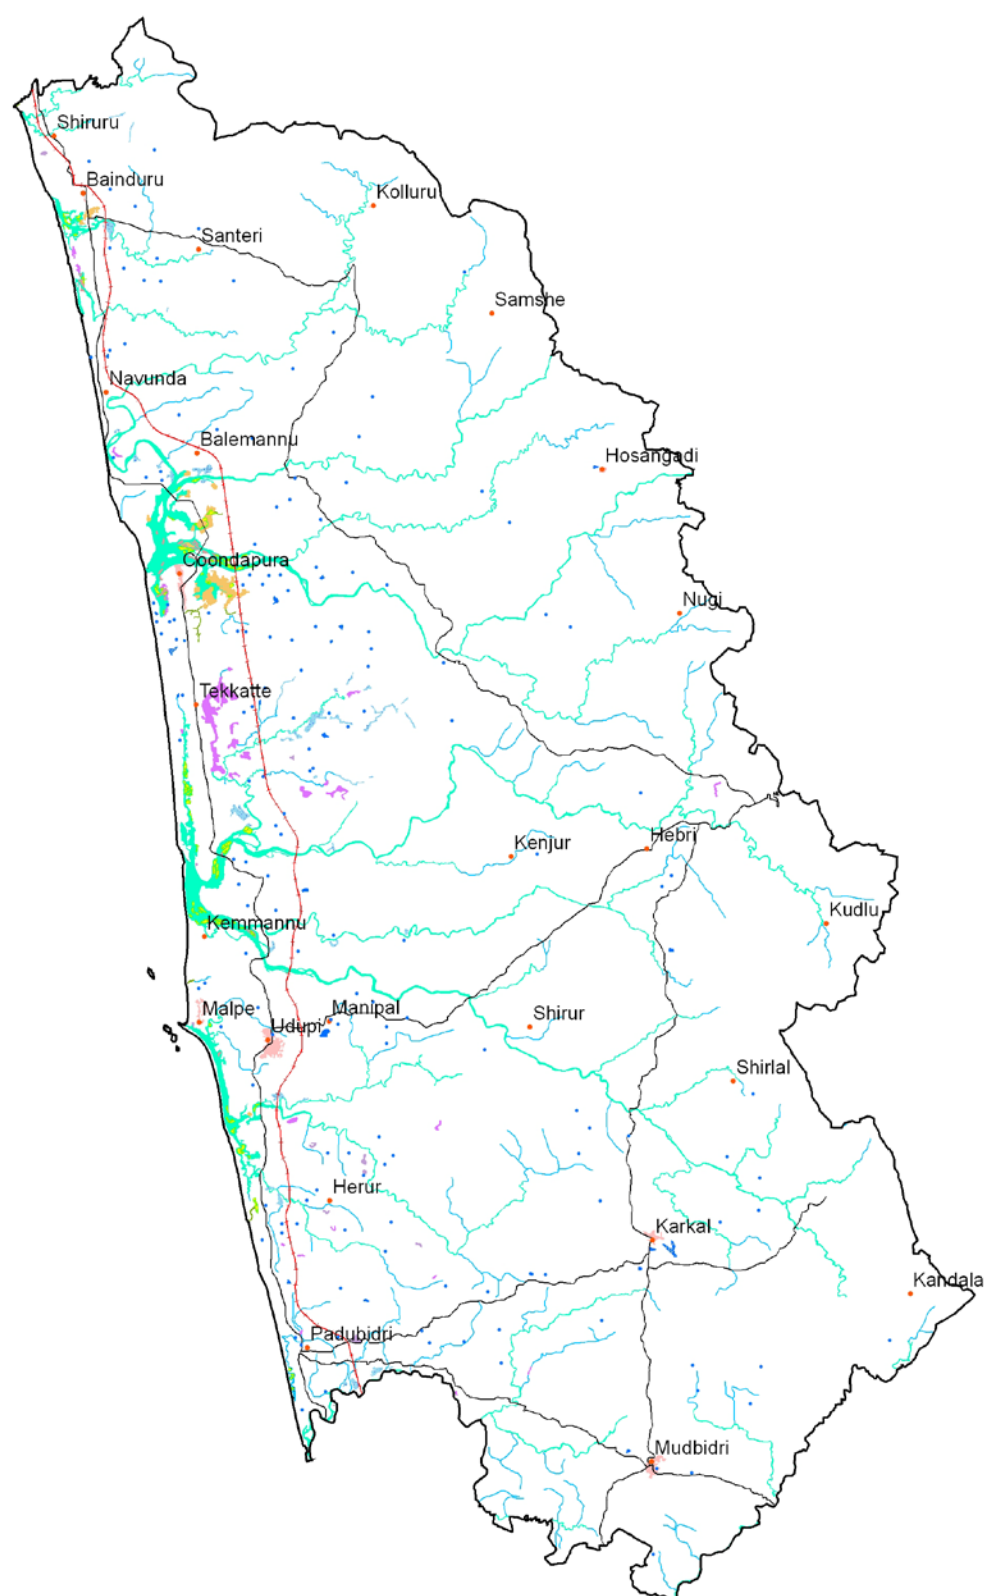 Shiruru
Bainduru
Kolluru
Santeri
Samshe
Navunda
Balemannu
Hosangadi
Coondapura
Nugi
Tekkatte
Hebri
Kenjur
Kudlu
Kemmannu
Malpe
Manipal
Shirur
Udupi
Shirlal
Herur
Karkal
Kandala
Padubidri
Mudbidri